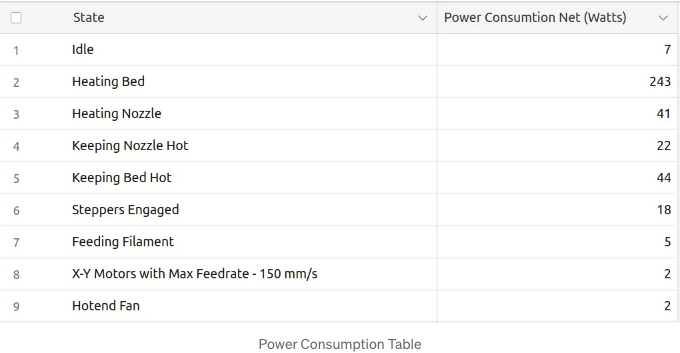 State Power Consumtion Net (Watts)
1 Idle 7
2 Heating Bed 243
3 Heating Nozzle 41
4 Keeping Nozzle Hot 22
5 Keeping Bed Hot 44
6 Steppers Engaged 18
7 Feeding Filament 5
8 X-Y Motors with Max Feedrate - 150 mm/s 2
9 Hotend Fan 2
Power Consumption Table